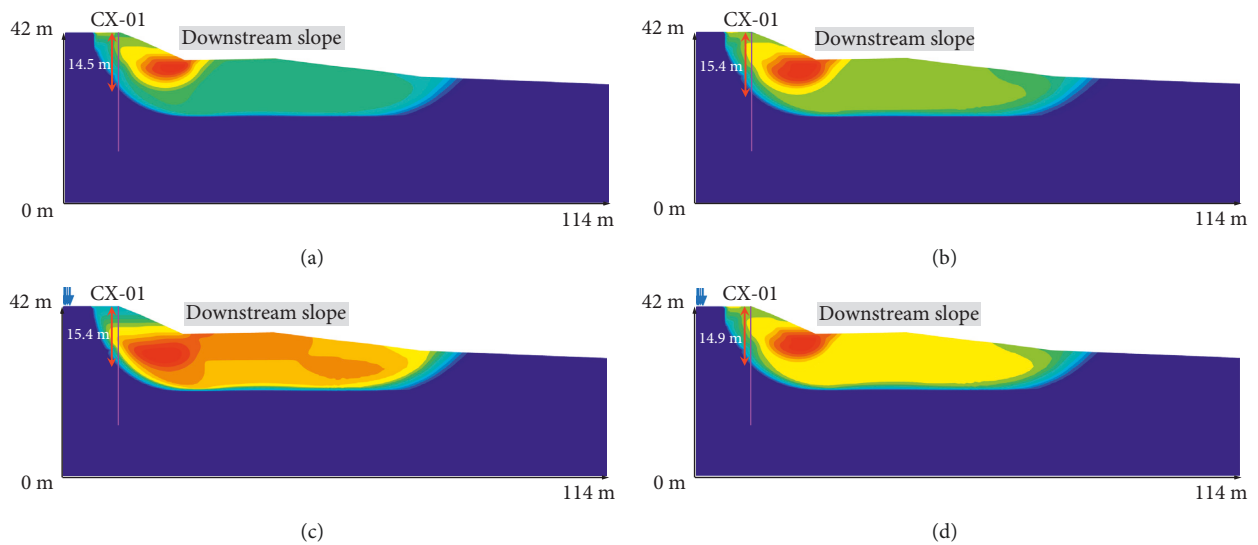 42 m
CX-01
Downstream slope
14.5 m
0 m
114 m
(a)
42 m
CX-01
Downstream slope
15.4 m
0 m
114 m
(b)
42 m
CX-01
Downstream slope
15.4 m
0 m
114 m
(c)
42 m
CX-01
Downstream slope
14.9 m
0 m
114 m
(d)